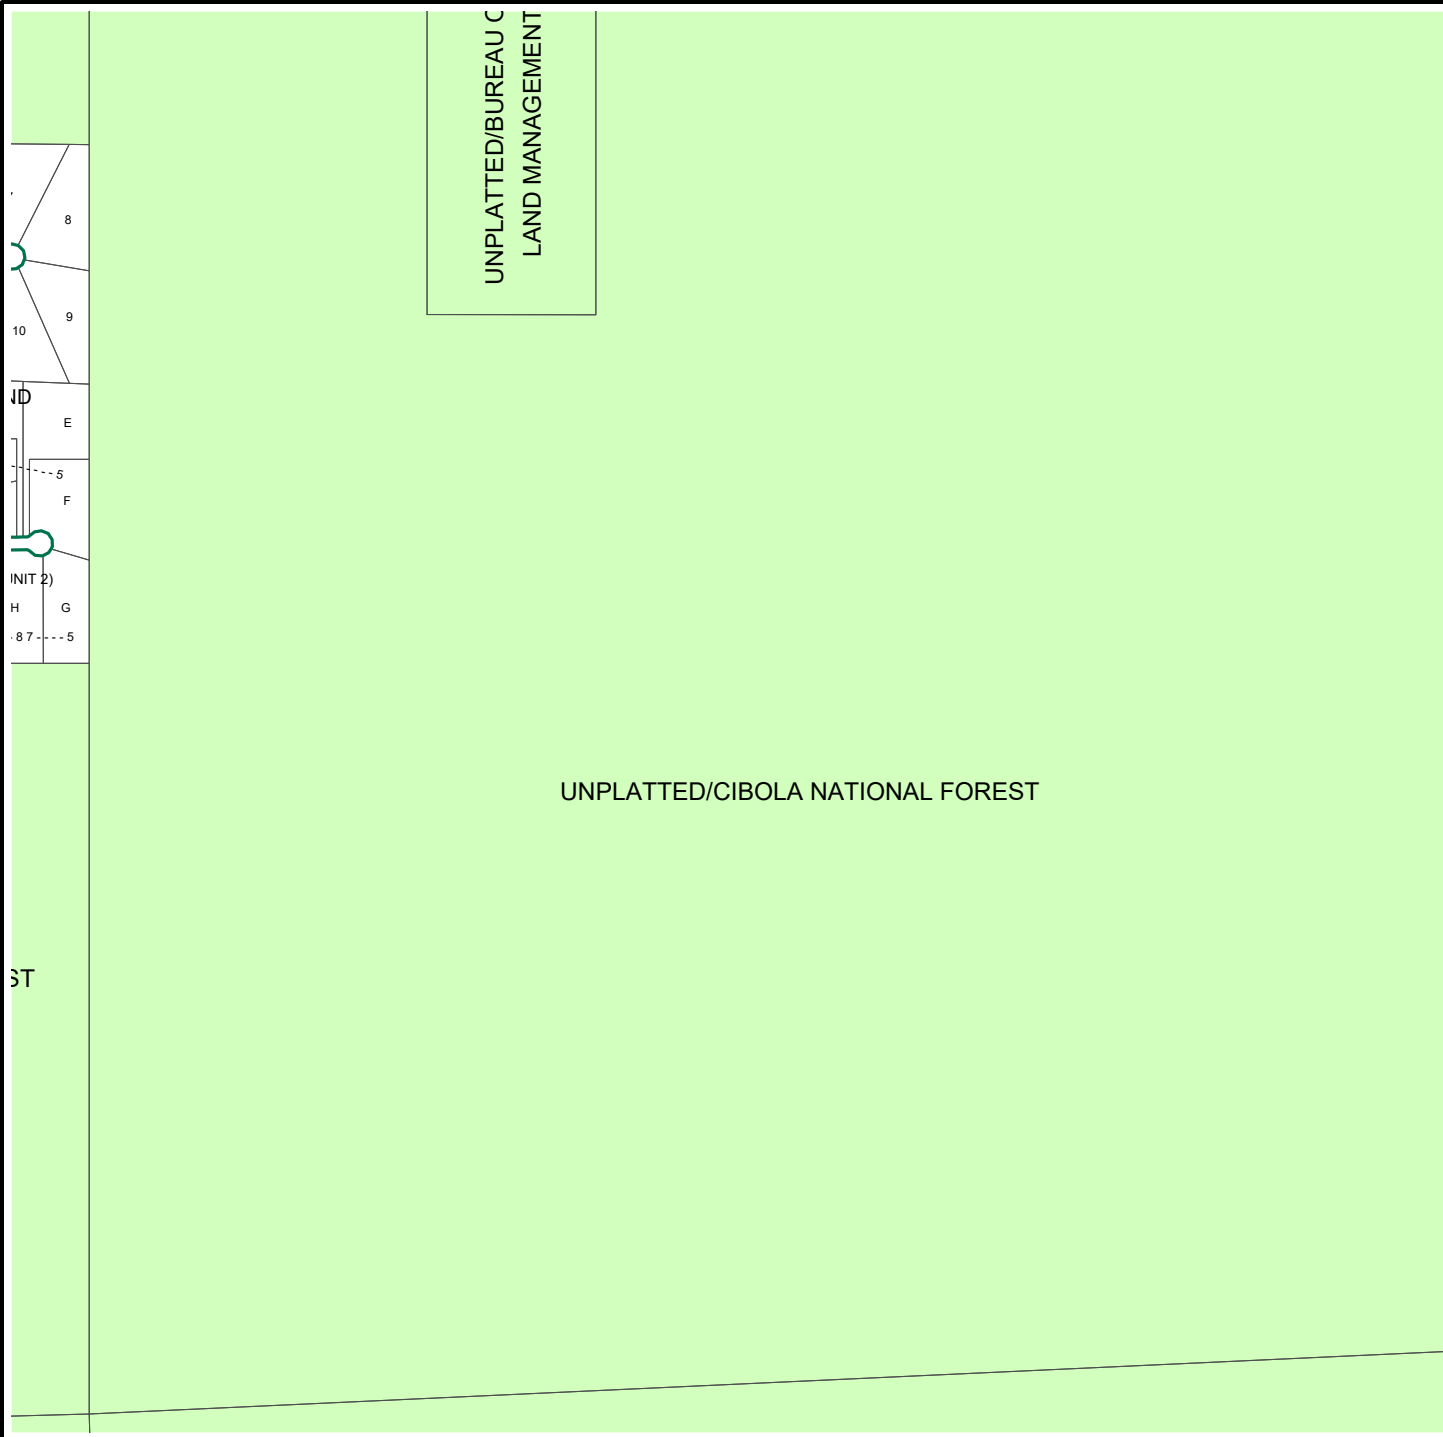 UNPLATTED/BUREAU
LAND MANAGEMENT
8
9
10
E
5
F
UNIT 2)
H
G
8 7 - - - - 5
UNPLATTED/CIBOLA NATIONAL FOREST